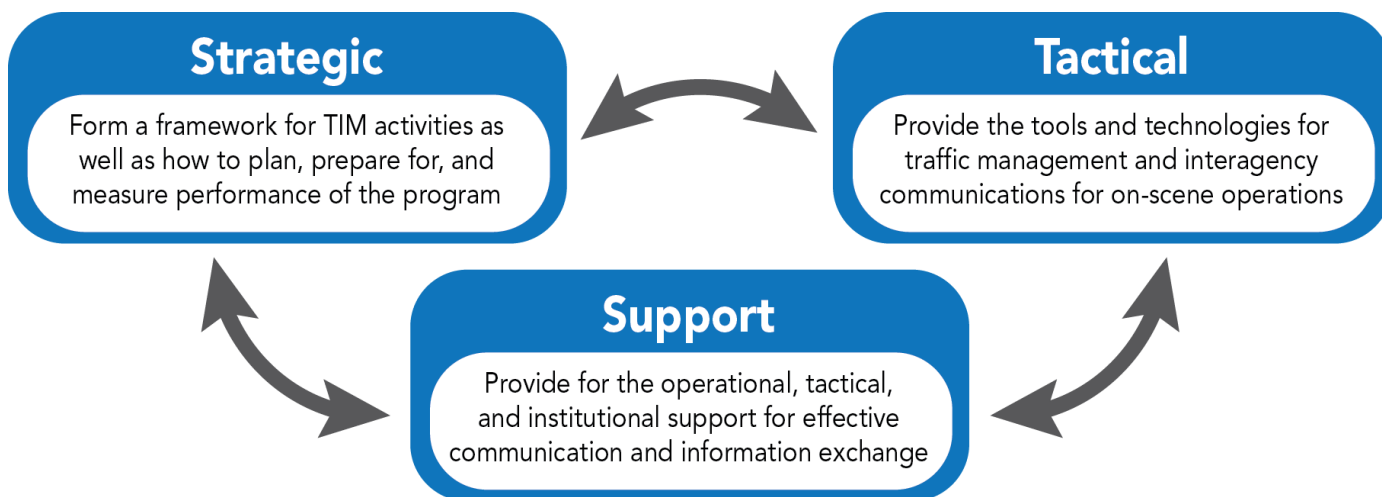 Strategic
Form a framework for TIM activities as
well as how to plan, prepare for, and
measure performance of the program
Tactical
Provide the tools and technologies for
traffic management and interagency
communications for on-scene operations
Support
Provide for the operational, tactical,
and institutional support for effective
communication and information exchange